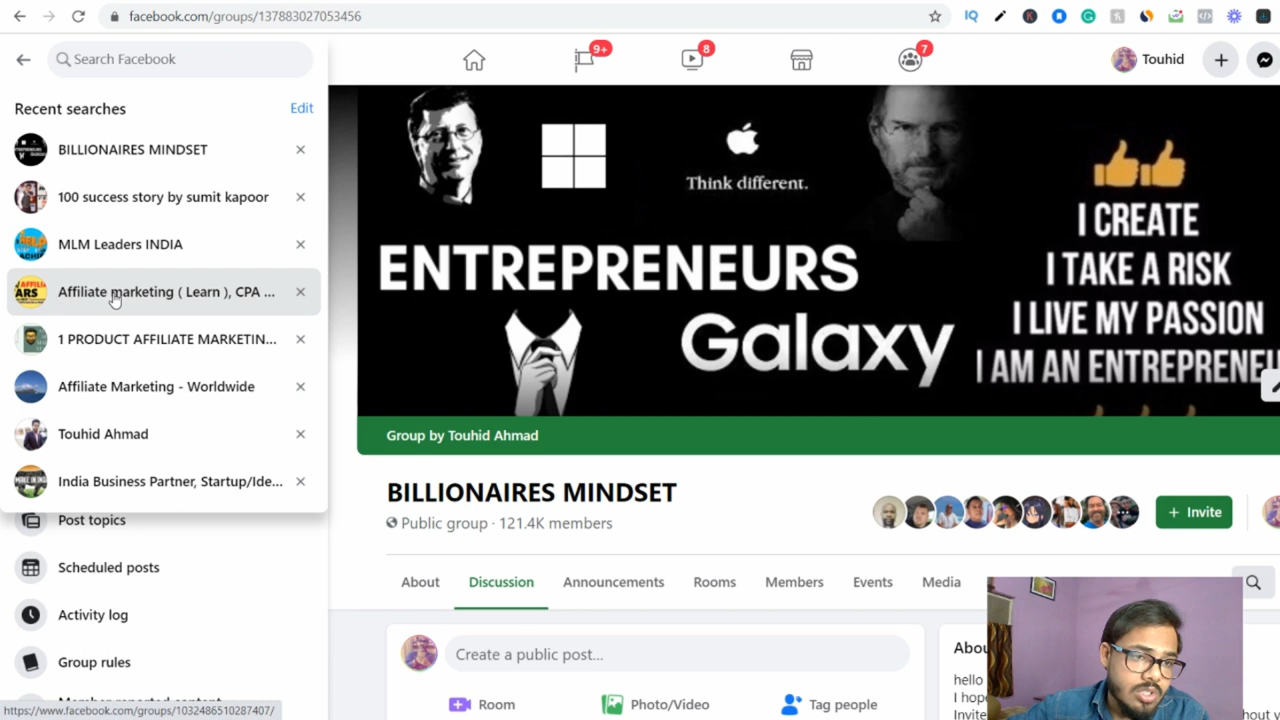 facebook.com/groups/137883027053456
Search Facebook
9+
8
7
Touhid
Recent searches
Edit
BILLIONAIRES MINDSET
100 success story by sumit kapoor
MLM Leaders INDIA
Affiliate marketing ( Learn ), CPA ...
1 PRODUCT AFFILIATE MARKETIN...
Affiliate Marketing - Worldwide
Touhid Ahmad
India Business Partner, Startup/Ide...
Post topics
Scheduled posts
Activity log
Group rules
https://www.facebook.com/groups/1032486510287407/
Think different.
ENTREPRENEURS
Galaxy
I CREATE
I TAKE A RISK
I LIVE MY PASSION
I AM AN ENTREPRENEU
Group by Touhid Ahmad
BILLIONAIRES MINDSET
Public group · 121.4K members
+ Invite
About
Discussion
Announcements
Rooms
Members
Events
Media
Create a public post...
Room
Photo/Video
Tag people
Abou
hello
I hope
Invite